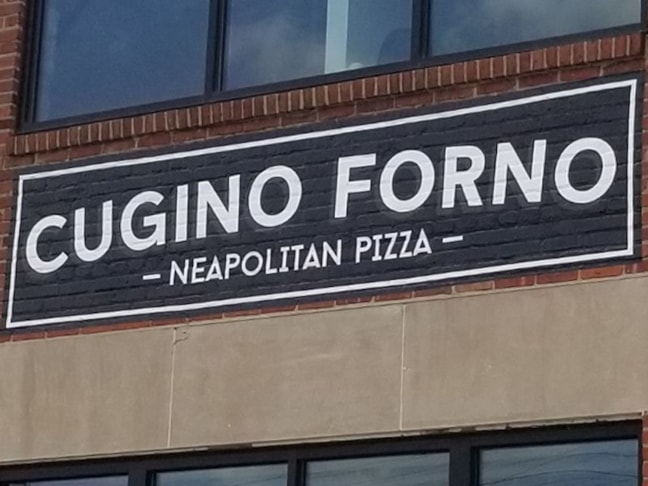 CUGINO FORNO
– NEAPOLITAN PIZZA –